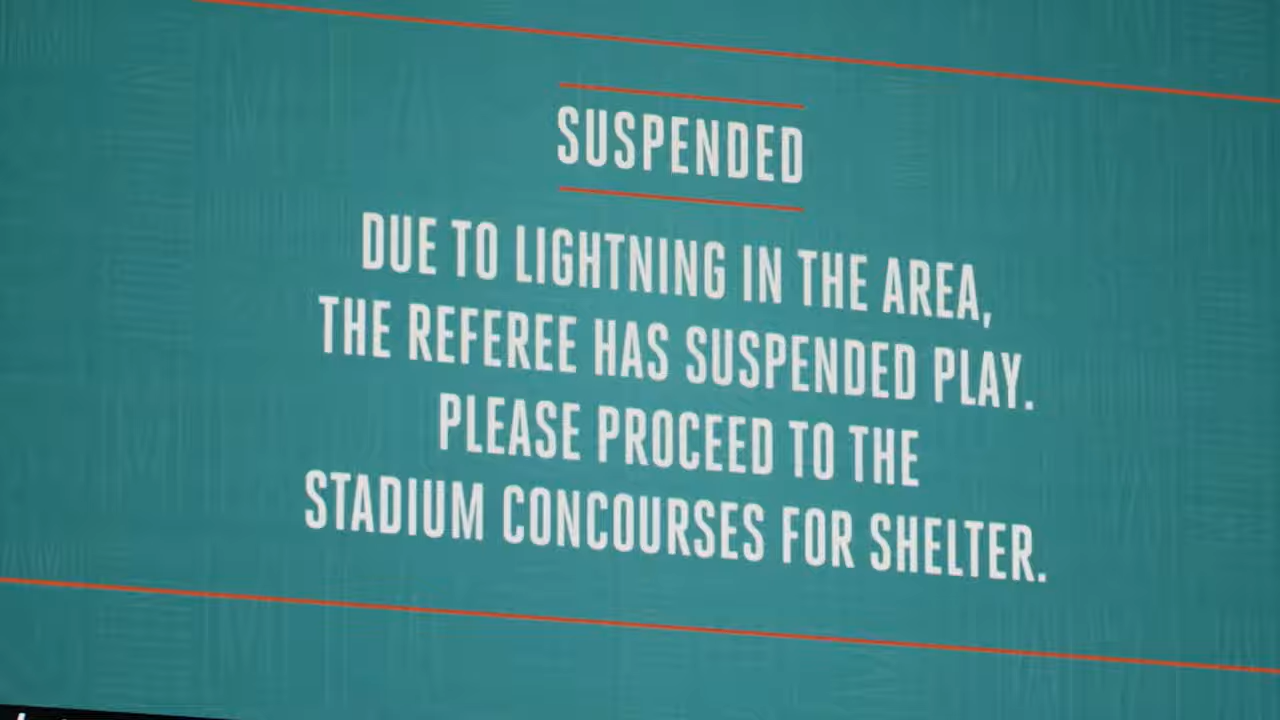 SUSPENDED
DUE TO LIGHTNING IN THE AREA,
THE REFEREE HAS SUSPENDED PLAY.
PLEASE PROCEED TO THE
STADIUM CONCOURSES FOR SHELTER.